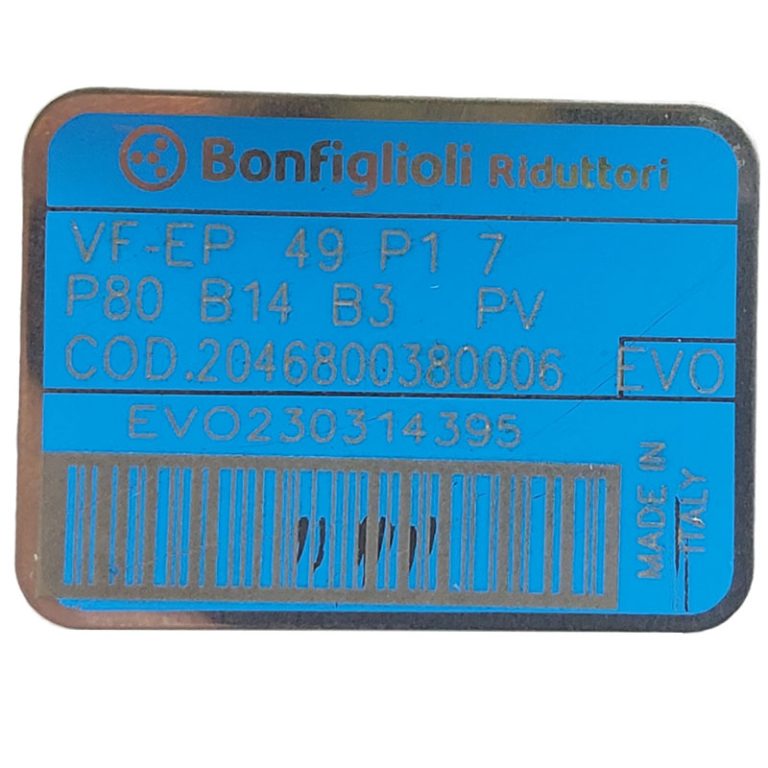 Bonfiglioli Riduttori
VF-EP 49 P1 7
P80 B14 B3 PV
COD.2046800380006 EVO
EVO230314395
MADE IN
ITALY